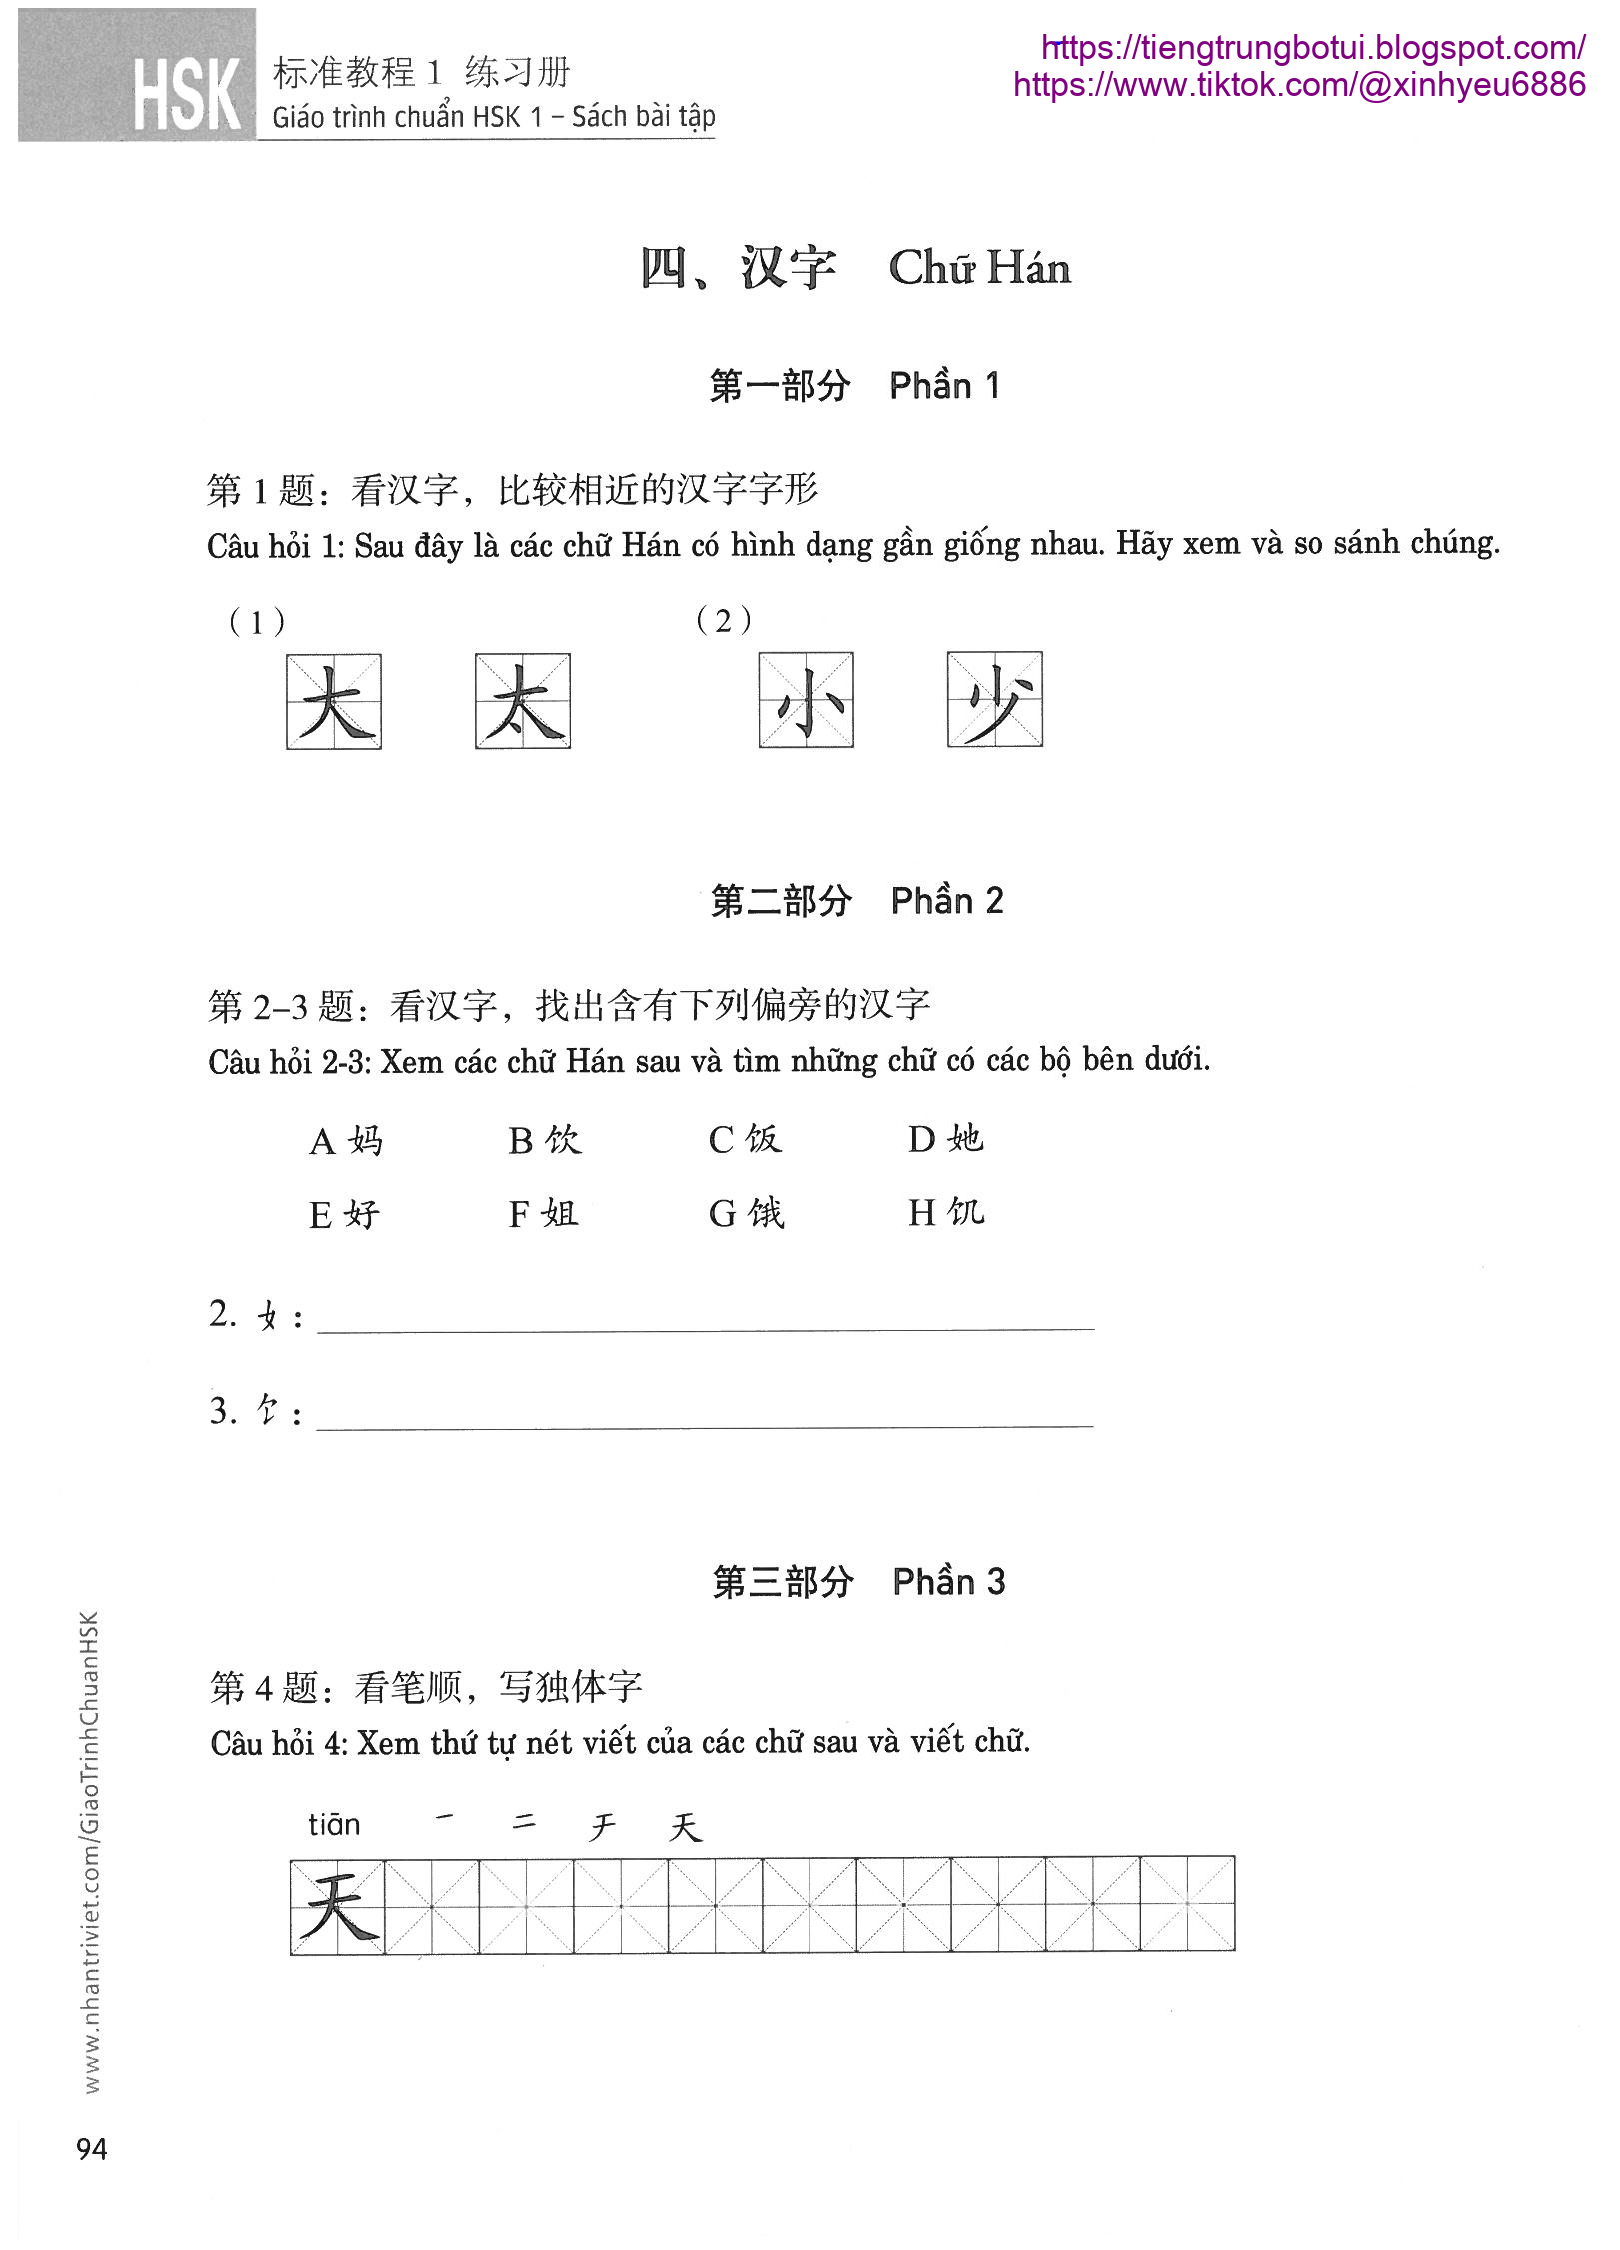 https://tiengtrungbotui.blogspot.com/
https://www.tiktok.com/@xinhyeu6886
HSK 标准教程 1 练习册
Giáo trình chuẩn HSK 1 – Sách bài tập
四、汉字 Chữ Hán
第一部分 Phần 1
第 1 题：看汉字，比较相近的汉字字形
Câu hỏi 1: Sau đây là các chữ Hán có hình dạng gần giống nhau. Hãy xem và so sánh chúng.
（1） （2）
大 太 小 少
第二部分 Phần 2
第 2–3 题：看汉字，找出含有下列偏旁的汉字
Câu hỏi 2-3: Xem các chữ Hán sau và tìm những chữ có các bộ bên dưới.
A 妈 B 饮 C 饭 D 她
E 好 F 姐 G 饿 H 饥
2. 女：
3. 饣：
第三部分 Phần 3
第 4 题：看笔顺，写独体字
Câu hỏi 4: Xem thứ tự nét viết của các chữ sau và viết chữ.
tiān 一 二 チ 天
天
www.nhantriviet.com/GiaoTrinhChuanHSK
94